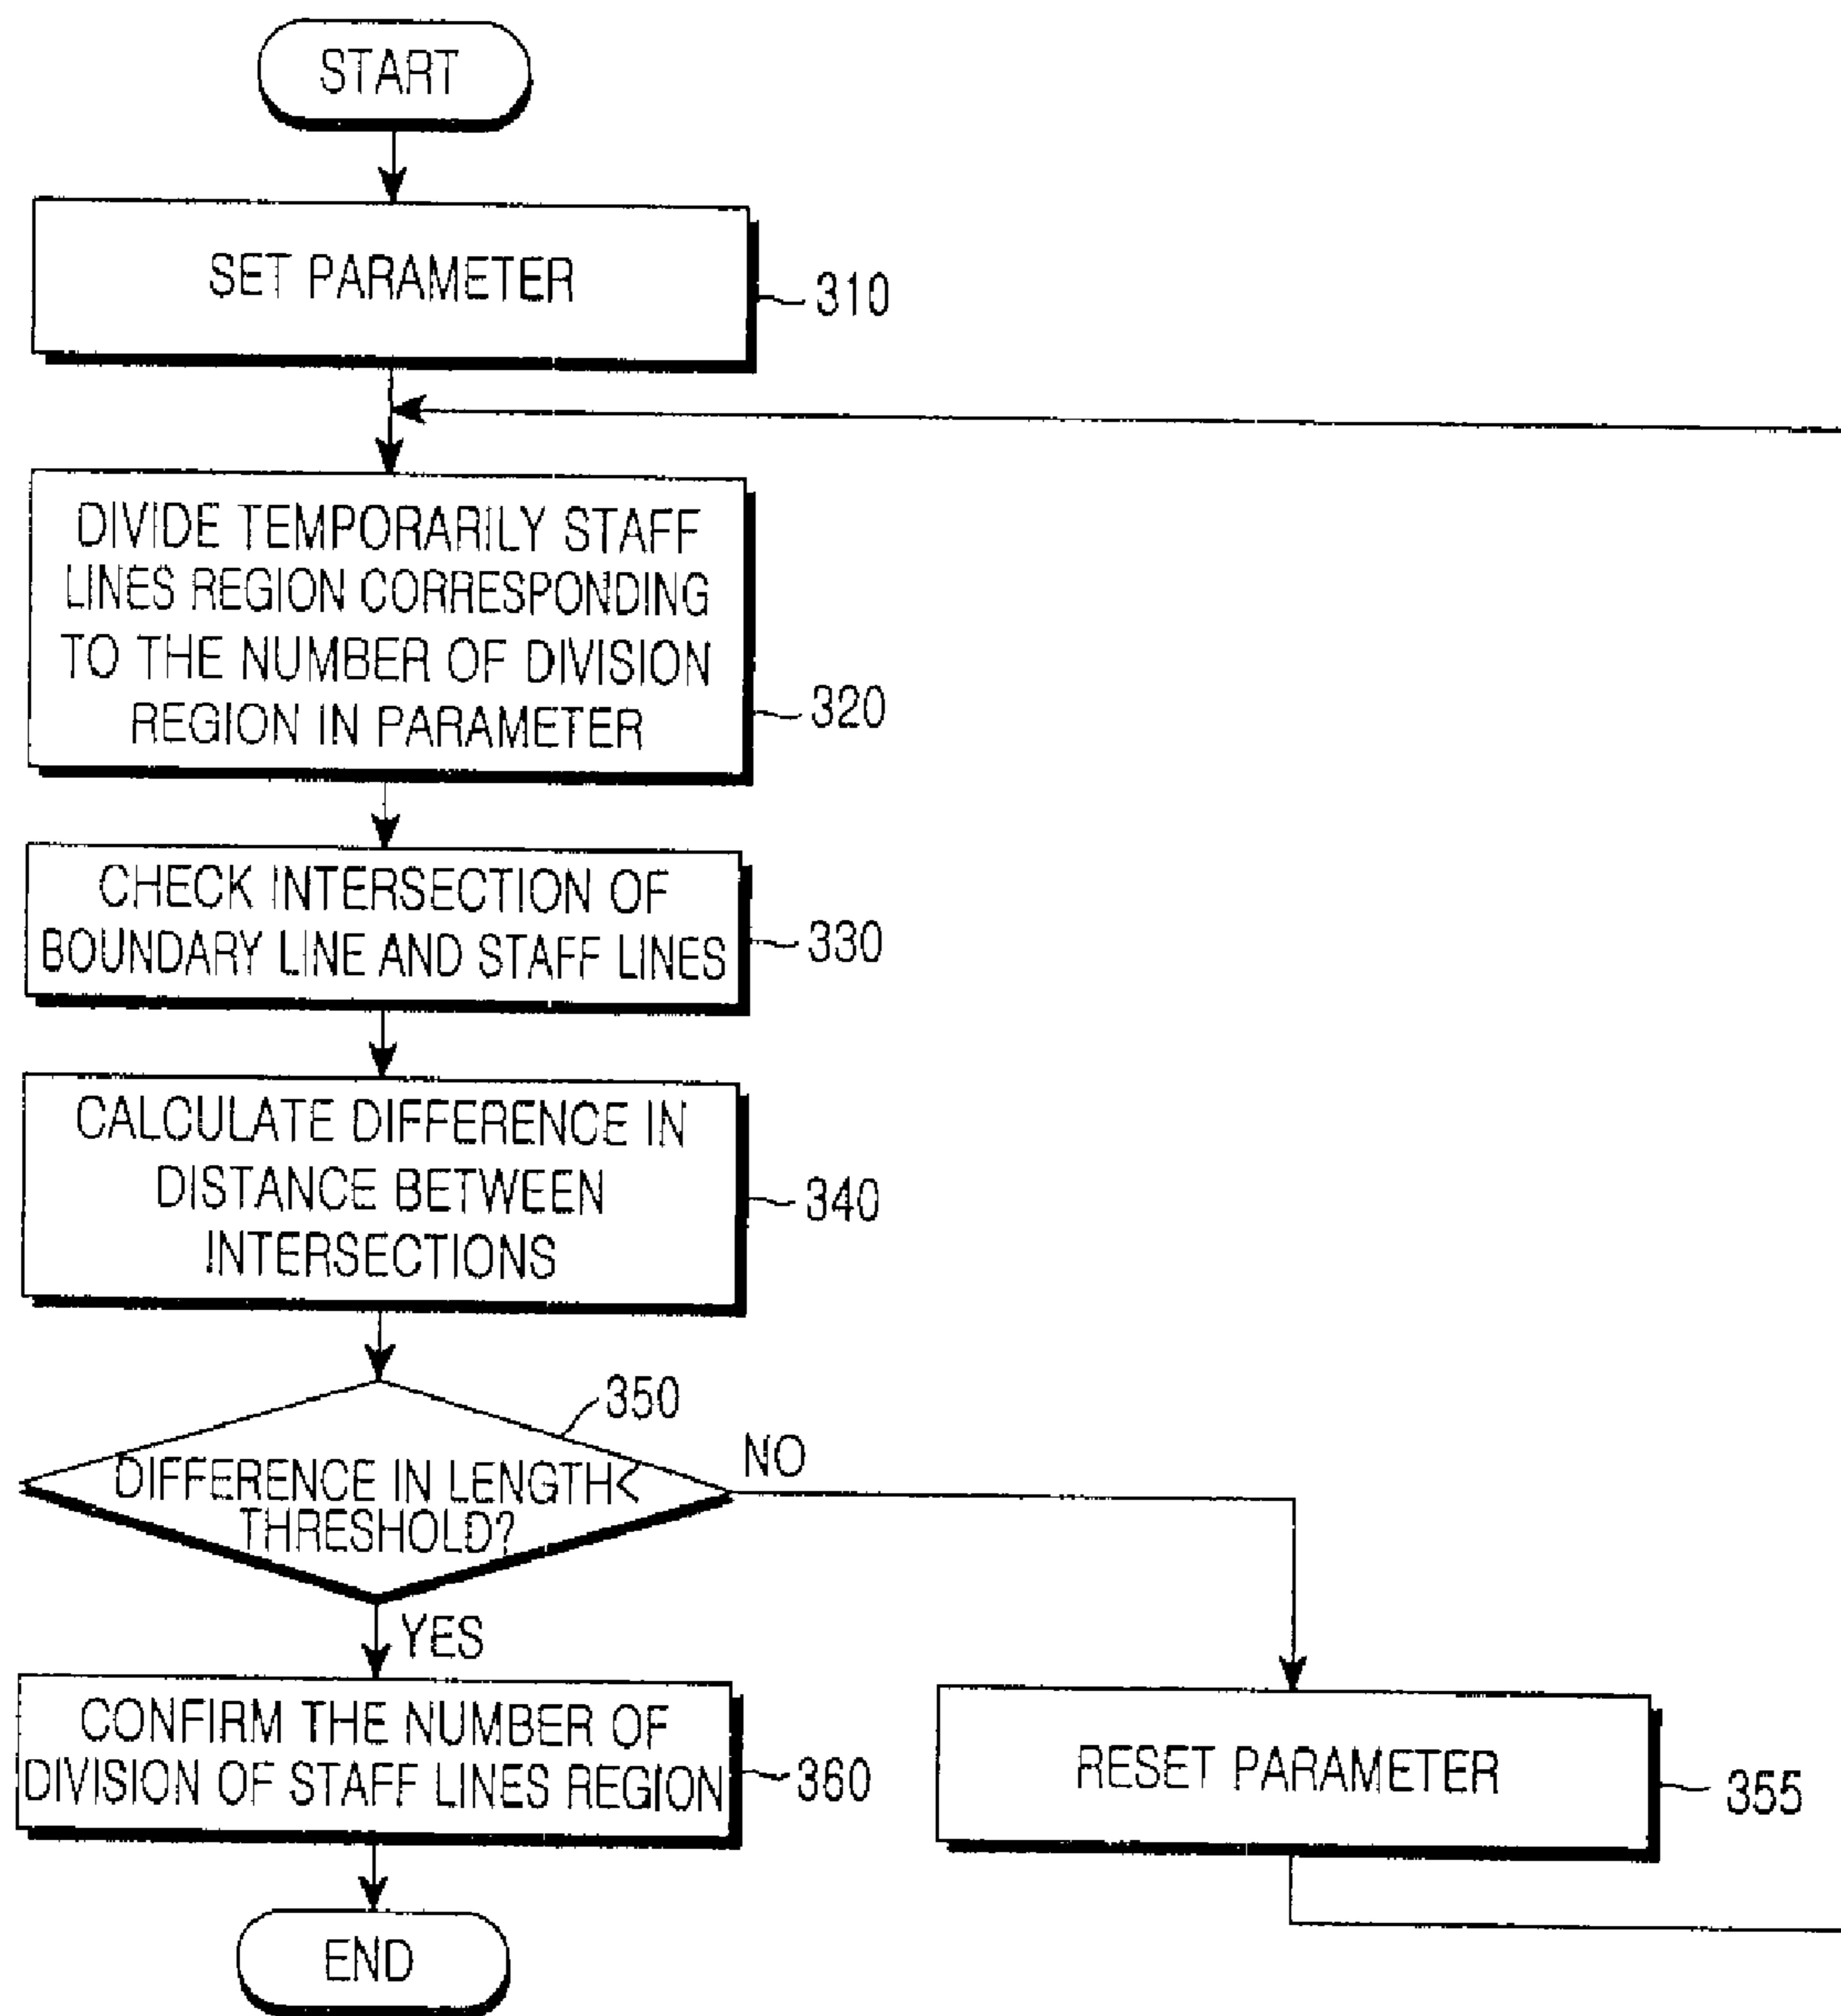 START
SET PARAMETER
310
DIVIDE TEMPORARILY STAFF
LINES REGION CORRESPONDING
TO THE NUMBER OF DIVISION
REGION IN PARAMETER
320
CHECK INTERSECTION OF
BOUNDARY LINE AND STAFF LINES
330
CALCULATE DIFFERENCE IN
DISTANCE BETWEEN
INTERSECTIONS
340
350
DIFFERENCE IN LENGTH<
THRESHOLD?
NO
YES
CONFIRM THE NUMBER OF
DIVISION OF STAFF LINES REGION
360
RESET PARAMETER
355
END